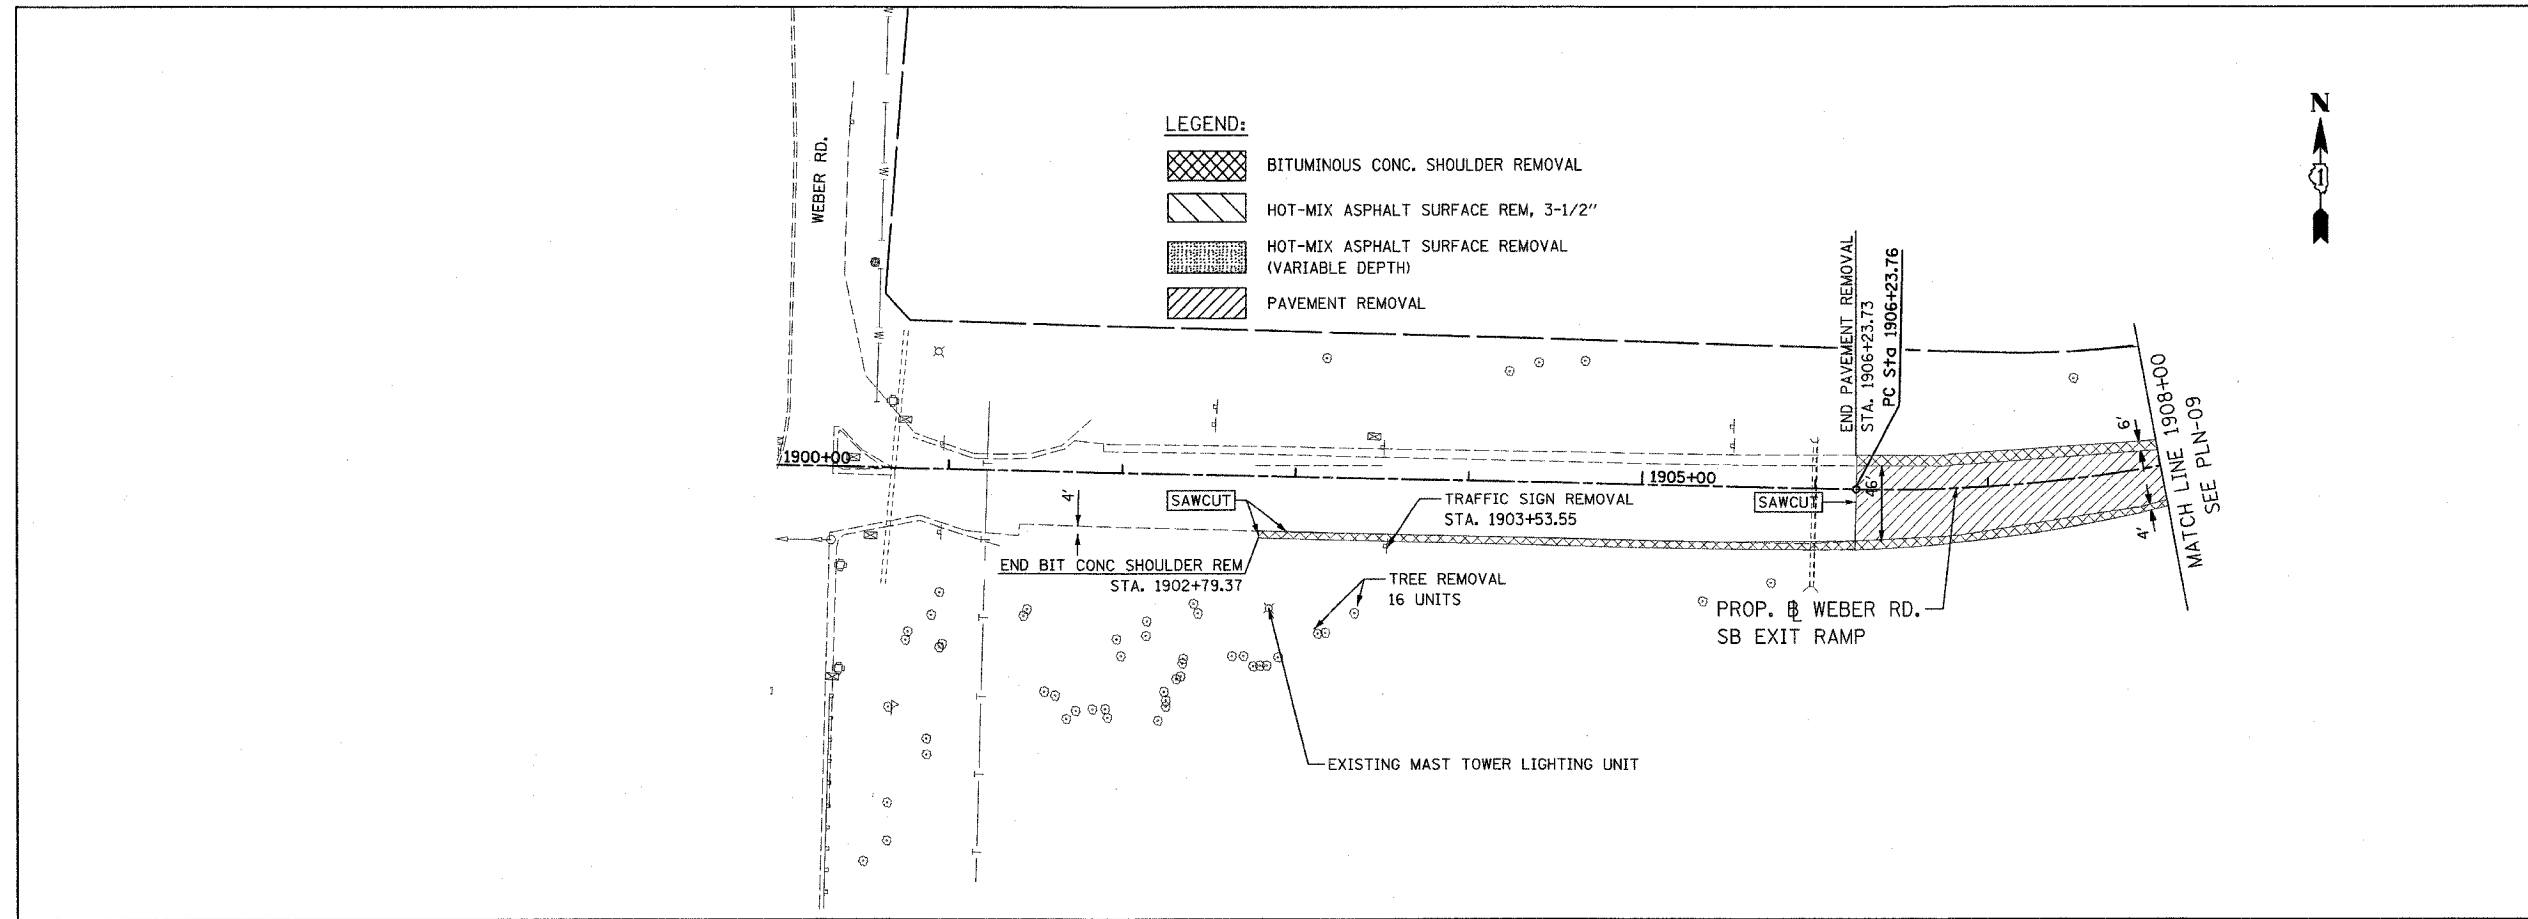 LEGEND:
BITUMINOUS CONC. SHOULDER REMOVAL
HOT-MIX ASPHALT SURFACE REM, 3-1/2"
HOT-MIX ASPHALT SURFACE REMOVAL
(VARIABLE DEPTH)
PAVEMENT REMOVAL
N
1
WEBER RD.
W
W
W
W
END PAVEMENT REMOVAL
STA. 1906+23.73
PC Sta 1906+23.76
MATCH LINE 1908+00
SEE PLN-09
6'
1900+00
1905+00
46'
4'
4'
SAWCUT
SAWCUT
TRAFFIC SIGN REMOVAL
STA. 1903+53.55
END BIT CONC SHOULDER REM
STA. 1902+79.37
TREE REMOVAL
16 UNITS
PROP. ⅊ WEBER RD.
SB EXIT RAMP
T
T
T
T
EXISTING MAST TOWER LIGHTING UNIT